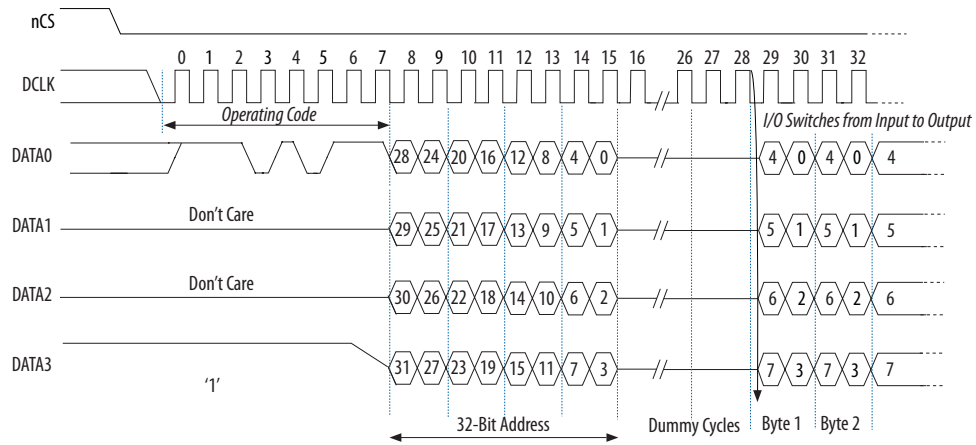 nCS
0 1 2 3 4 5 6 7 8 9 10 11 12 13 14 15 16 26 27 28 29 30 31 32
DCLK
Operating Code
I/O Switches from Input to Output
DATA0 28 24 20 16 12 8 4 0 // 4 0 4 0 4
Don't Care
DATA1 29 25 21 17 13 9 5 1 // 5 1 5 1 5
Don't Care
DATA2 30 26 22 18 14 10 6 2 // 6 2 6 2 6
DATA3 31 27 23 19 15 11 7 3 // 7 3 7 3 7
'1'
32-Bit Address Dummy Cycles Byte 1 Byte 2